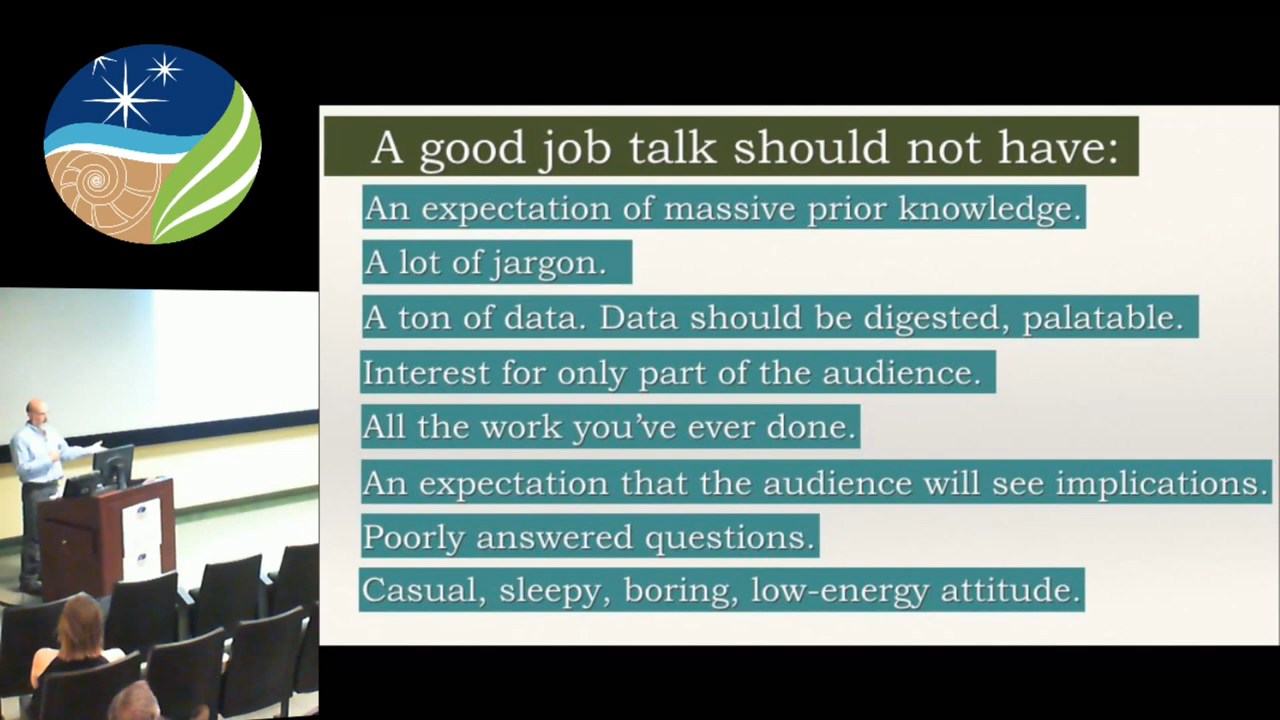 A good job talk should not have:
An expectation of massive prior knowledge.
A lot of jargon.
A ton of data. Data should be digested, palatable.
Interest for only part of the audience.
All the work you've ever done.
An expectation that the audience will see implications.
Poorly answered questions.
Casual, sleepy, boring, low-energy attitude.